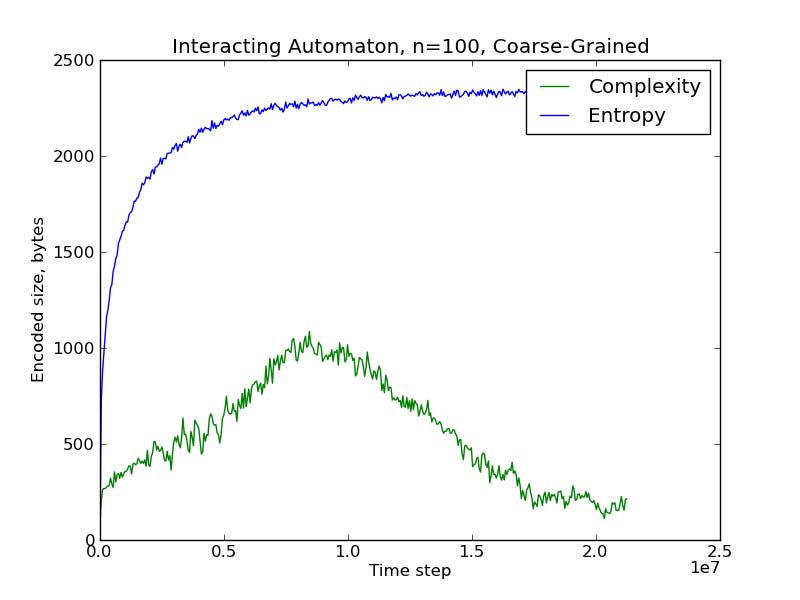 Interacting Automaton, n=100, Coarse-Grained
2500
2000
1500
1000
500
0
Encoded size, bytes
Complexity
Entropy
0.0 0.5 1.0 1.5 2.0 2.5
1e7
Time step